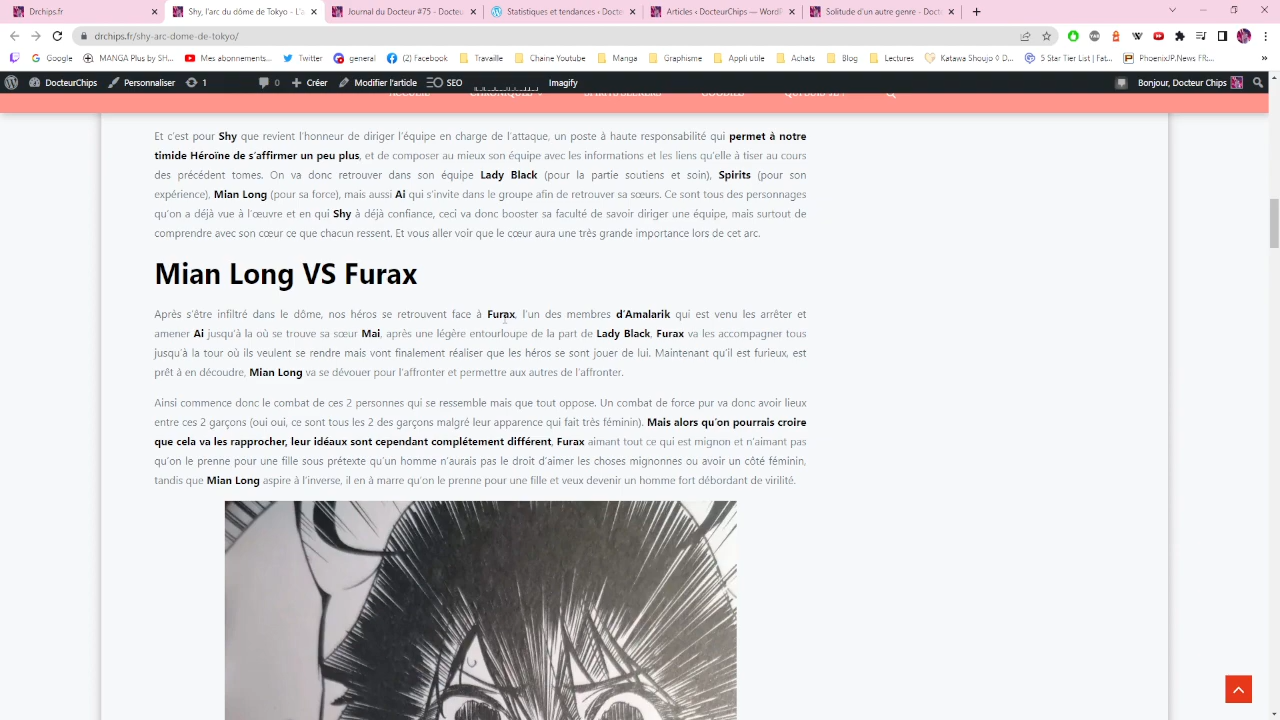 Drchips.fr
Shy, l'arc du dôme de Tokyo - L'a
Journal du Docteur #75 - Docteu
Statistiques et tendances ‹ Docte
Articles ‹ DocteurChips — WordP
Solitude d'un autre genre - Docte
drchips.fr/shy-arc-dome-de-tokyo/
Google
MANGA Plus by SH...
Mes abonnements...
Twitter
general
(2) Facebook
Travaille
Chaine Youtube
Manga
Graphisme
Appli utile
Achats
Blog
Lectures
Katawa Shoujo ô D...
5 Star Tier List | Fat...
PhoenixJP.News FR...
»
DocteurChips
Personnaliser
1
0
Créer
Modifier l'article
SEO
Imagify
Bonjour, Docteur Chips
Et c'est pour Shy que revient l'honneur de diriger l'équipe en charge de l'attaque, un poste à haute responsabilité qui permet à notre
timide Héroïne de s'affirmer un peu plus, et de composer au mieux son équipe avec les informations et les liens qu'elle à tiser au cours
des précédent tomes. On va donc retrouver dans son équipe Lady Black (pour la partie soutiens et soin), Spirits (pour son
expérience), Mian Long (pour sa force), mais aussi Ai qui s'invite dans le groupe afin de retrouver sa sœurs. Ce sont tous des personnages
qu'on a déjà vue à l'œuvre et en qui Shy à déjà confiance, ceci va donc booster sa faculté de savoir diriger une équipe, mais surtout de
comprendre avec son cœur ce que chacun ressent. Et vous aller voir que le cœur aura une très grande importance lors de cet arc.
Mian Long VS Furax
Après s'être infiltré dans le dôme, nos héros se retrouvent face à Furax, l'un des membres d'Amalarik qui est venu les arrêter et
amener Ai jusqu'à la où se trouve sa sœur Mai, après une légère entourloupe de la part de Lady Black, Furax va les accompagner tous
jusqu'à la tour où ils veulent se rendre mais vont finalement réaliser que les héros se sont jouer de lui. Maintenant qu'il est furieux, est
prêt à en découdre, Mian Long va se dévouer pour l'affronter et permettre aux autres de l'affronter.
Ainsi commence donc le combat de ces 2 personnes qui se ressemble mais que tout oppose. Un combat de force pur va donc avoir lieux
entre ces 2 garçons (oui oui, ce sont tous les 2 des garçons malgré leur apparence qui fait très féminin). Mais alors qu'on pourrais croire
que cela va les rapprocher, leur idéaux sont cependant complétement différent, Furax aimant tout ce qui est mignon et n'aimant pas
qu'on le prenne pour une fille sous prétexte qu'un homme n'aurais pas le droit d'aimer les choses mignonnes ou avoir un côté féminin,
tandis que Mian Long aspire à l'inverse, il en à marre qu'on le prenne pour une fille et veux devenir un homme fort débordant de virilité.